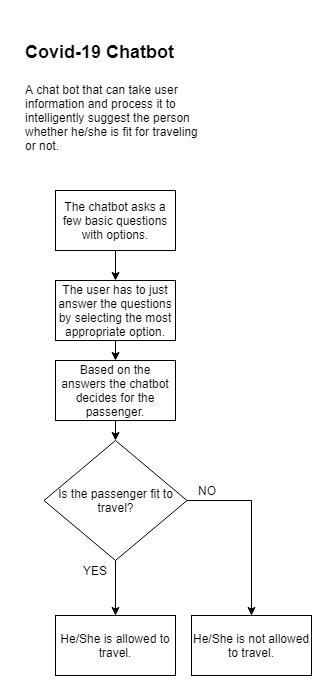 Covid-19 Chatbot
A chat bot that can take user
information and process it to
intelligently suggest the person
whether he/she is fit for traveling
or not.
The chatbot asks a
few basic questions
with options.
The user has to just
answer the questions
by selecting the most
appropriate option.
Based on the
answers the chatbot
decides for the
passenger.
Is the passenger fit to
travel?
NO
YES
He/She is allowed to
travel.
He/She is not allowed
to travel.